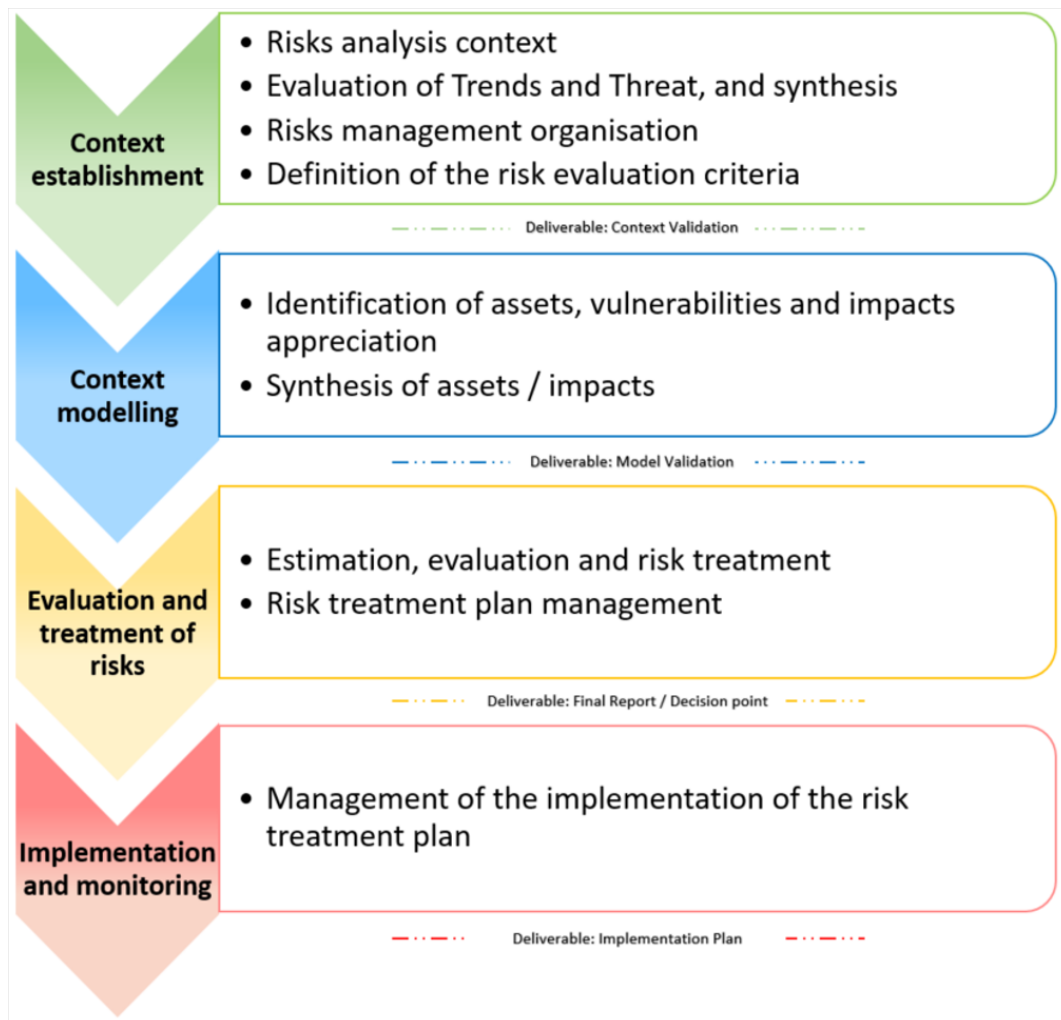 Context
establishment
• Risks analysis context
• Evaluation of Trends and Threat, and synthesis
• Risks management organisation
• Definition of the risk evaluation criteria
Deliverable: Context Validation
Context
modelling
• Identification of assets, vulnerabilities and impacts
appreciation
• Synthesis of assets / impacts
Deliverable: Model Validation
Evaluation and
treatment of
risks
• Estimation, evaluation and risk treatment
• Risk treatment plan management
Deliverable: Final Report / Decision point
Implementation
and monitoring
• Management of the implementation of the risk
treatment plan
Deliverable: Implementation Plan